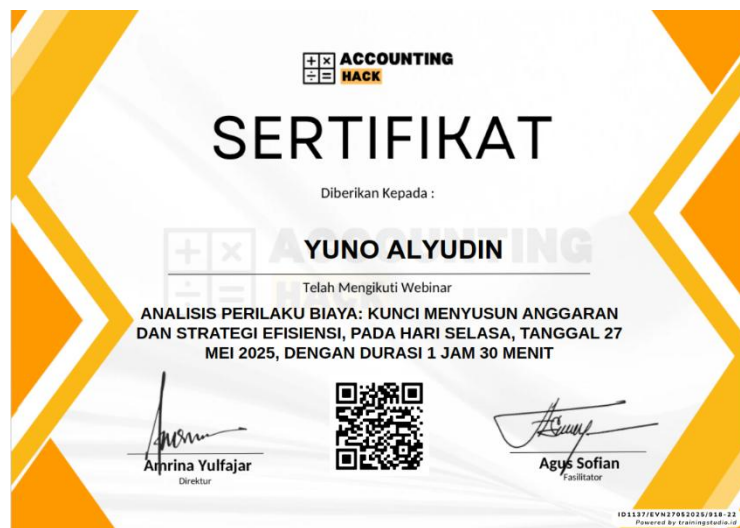 ACCOUNTING
HACK
SERTIFIKAT
Diberikan Kepada :
YUNO ALYUDIN
Telah Mengikuti Webinar
ANALISIS PERILAKU BIAYA: KUNCI MENYUSUN ANGGARAN
DAN STRATEGI EFISIENSI, PADA HARI SELASA, TANGGAL 27
MEI 2025, DENGAN DURASI 1 JAM 30 MENIT
Amrina Yulfajar
Direktur
Agus Sofian
Fasilitator
ID1137/EVN27052025/918-22
Powered by trainingstudio.id
ACCOUNTING
HACK